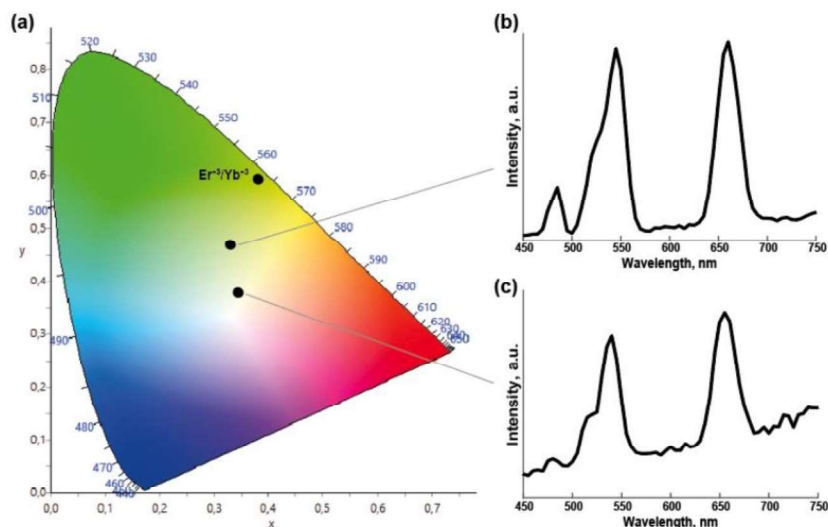 (a)
520
530
540
550
560
570
580
590
600
610
620
630
640
650
510
500
490
480
470
460
Er⁻³/Yb⁻³
0,8
0,7
0,6
0,5
y
0,4
0,3
0,2
0,1
0,0
0,0 0,1 0,2 0,3 0,4 0,5 0,6 0,7
x
(b)
Intensity, a.u.
450 500 550 600 650 700 750
Wavelength, nm
(c)
Intensity, a.u.
450 500 550 600 650 700 750
Wavelength, nm